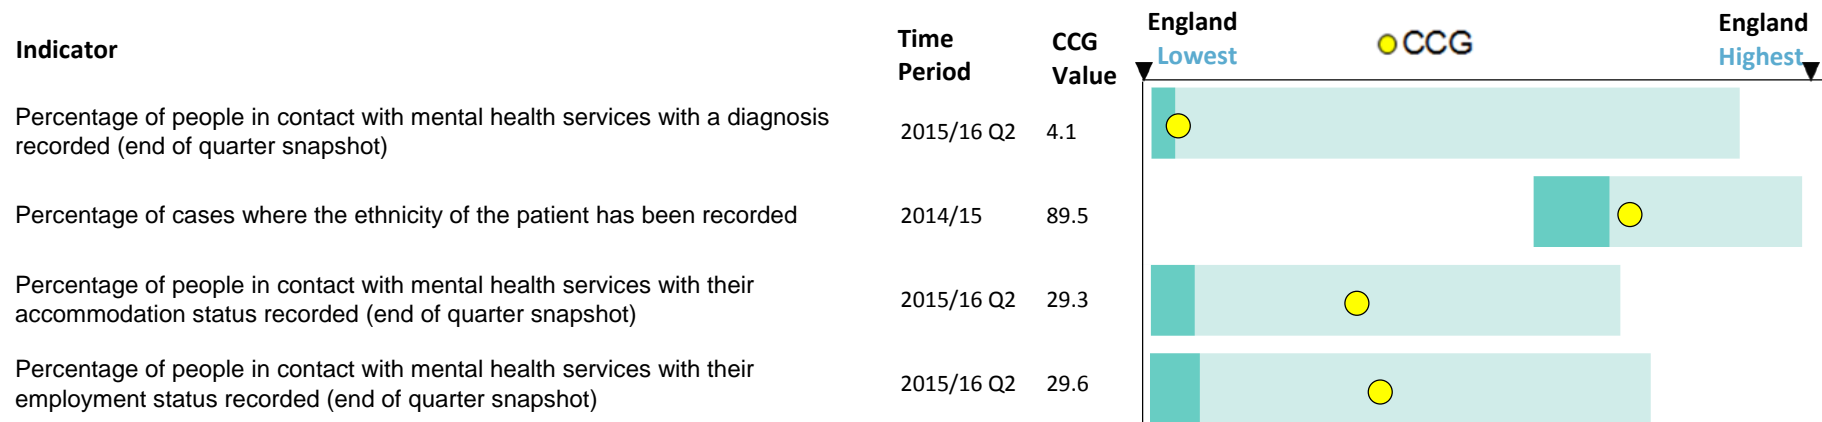 Indicator
Time
Period
CCG
Value
England
Lowest
CCG
England
Highest
Percentage of people in contact with mental health services with a diagnosis
recorded (end of quarter snapshot)
2015/16 Q2
4.1
Percentage of cases where the ethnicity of the patient has been recorded
2014/15
89.5
Percentage of people in contact with mental health services with their
accommodation status recorded (end of quarter snapshot)
2015/16 Q2
29.3
Percentage of people in contact with mental health services with their
employment status recorded (end of quarter snapshot)
2015/16 Q2
29.6